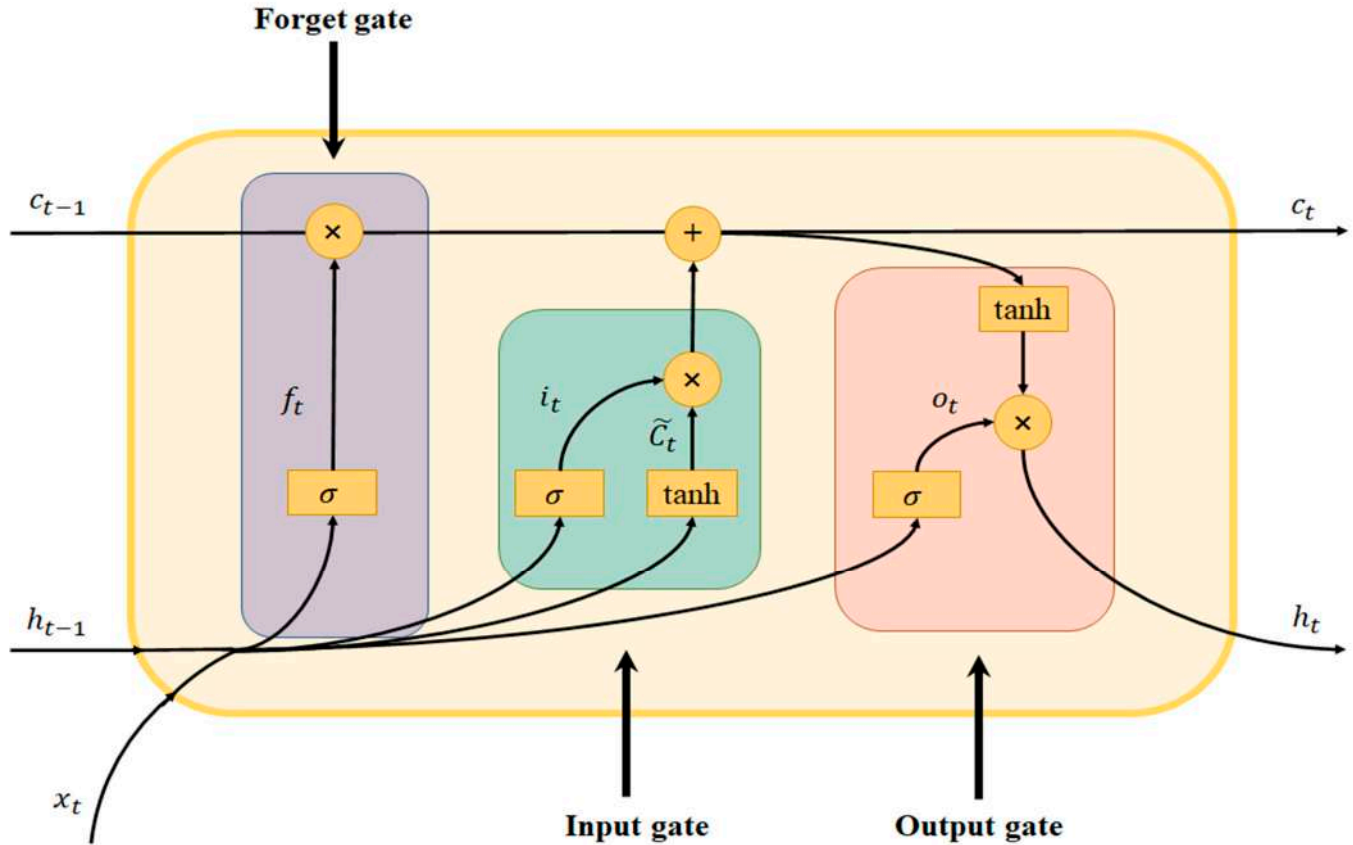 Forget gate
c_{t-1}
c_t
×
+
tanh
f_t
i_t
×
o_t
×
C̃_t
σ
σ
tanh
σ
h_{t-1}
h_t
x_t
Input gate
Output gate